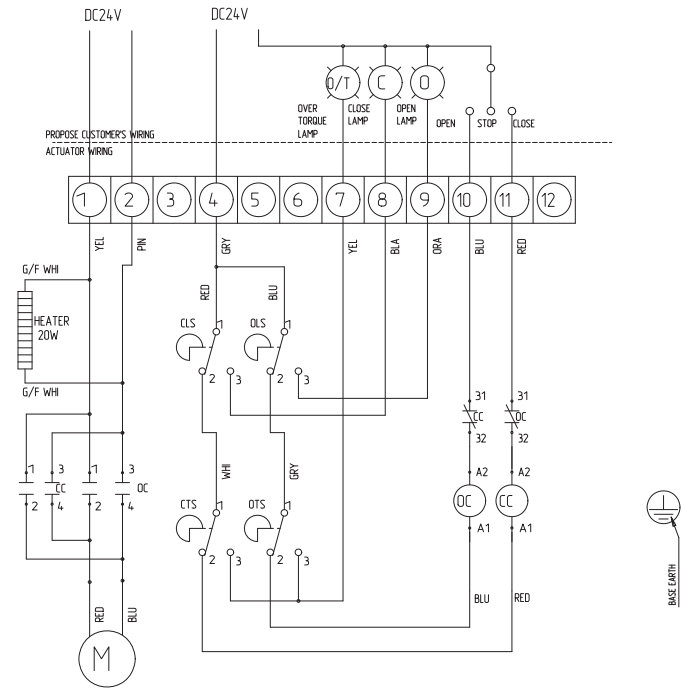 DC24V
DC24V
O/T
C
O
OVER
TORQUE
LAMP
CLOSE
LAMP
OPEN
LAMP
OPEN
STOP
CLOSE
PROPOSE CUSTOMER'S WIRING
ACTUATOR WIRING
1 2 3 4 5 6 7 8 9 10 11 12
YEL
PIN
GRY
YEL
BLA
ORA
BLU
RED
G/F WHI
HEATER
20W
G/F WHI
RED
BLU
CLS
1
2
3
OLS
1
2
3
31
CC
32
31
OC
32
1
2
3
CC
4
1
2
3
OC
4
WHI
GRY
A2
OC
A1
A2
CC
A1
CTS
1
2
3
OTS
1
2
3
BLU
RED
RED
BLU
M
BASE EARTH